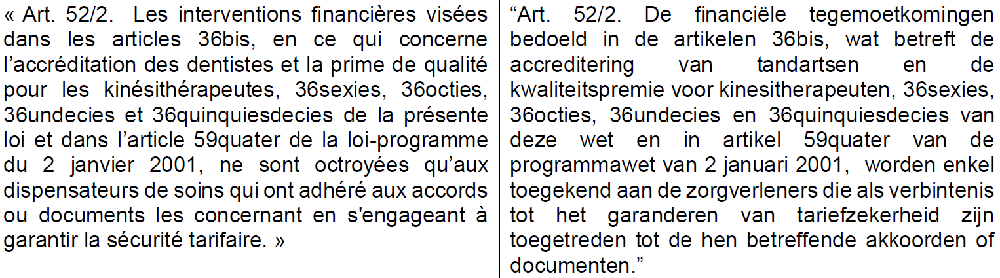 « Art. 52/2. Les interventions financières visées
dans les articles 36bis, en ce qui concerne
l’accréditation des dentistes et la prime de qualité
pour les kinésithérapeutes, 36sexies, 36octies,
36undecies et 36quinquiesdecies de la présente
loi et dans l’article 59quater de la loi-programme
du 2 janvier 2001, ne sont octroyées qu’aux
dispensateurs de soins qui ont adhéré aux accords
ou documents les concernant en s'engageant à
garantir la sécurité tarifaire. »
“Art. 52/2. De financiële tegemoetkomingen
bedoeld in de artikelen 36bis, wat betreft de
accreditering van tandartsen en de
kwaliteitspremie voor kinesitherapeuten, 36sexies,
36octies, 36undecies en 36quinquiesdecies van
deze wet en in artikel 59quater van de
programmawet van 2 januari 2001, worden enkel
toegekend aan de zorgverleners die als verbintenis
tot het garanderen van tariefzekerheid zijn
toegetreden tot de hen betreffende akkoorden of
documenten.”